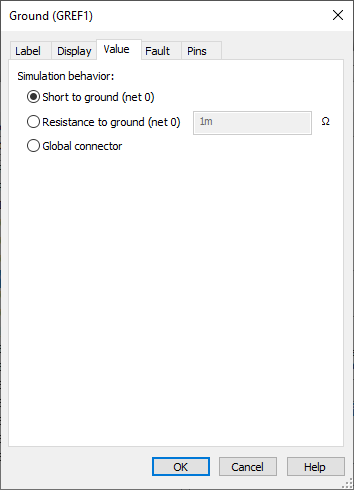 Ground (GREF1)
Label Display Value Fault Pins
Simulation behavior:
Short to ground (net 0)
Resistance to ground (net 0) 1m Ω
Global connector
OK Cancel Help